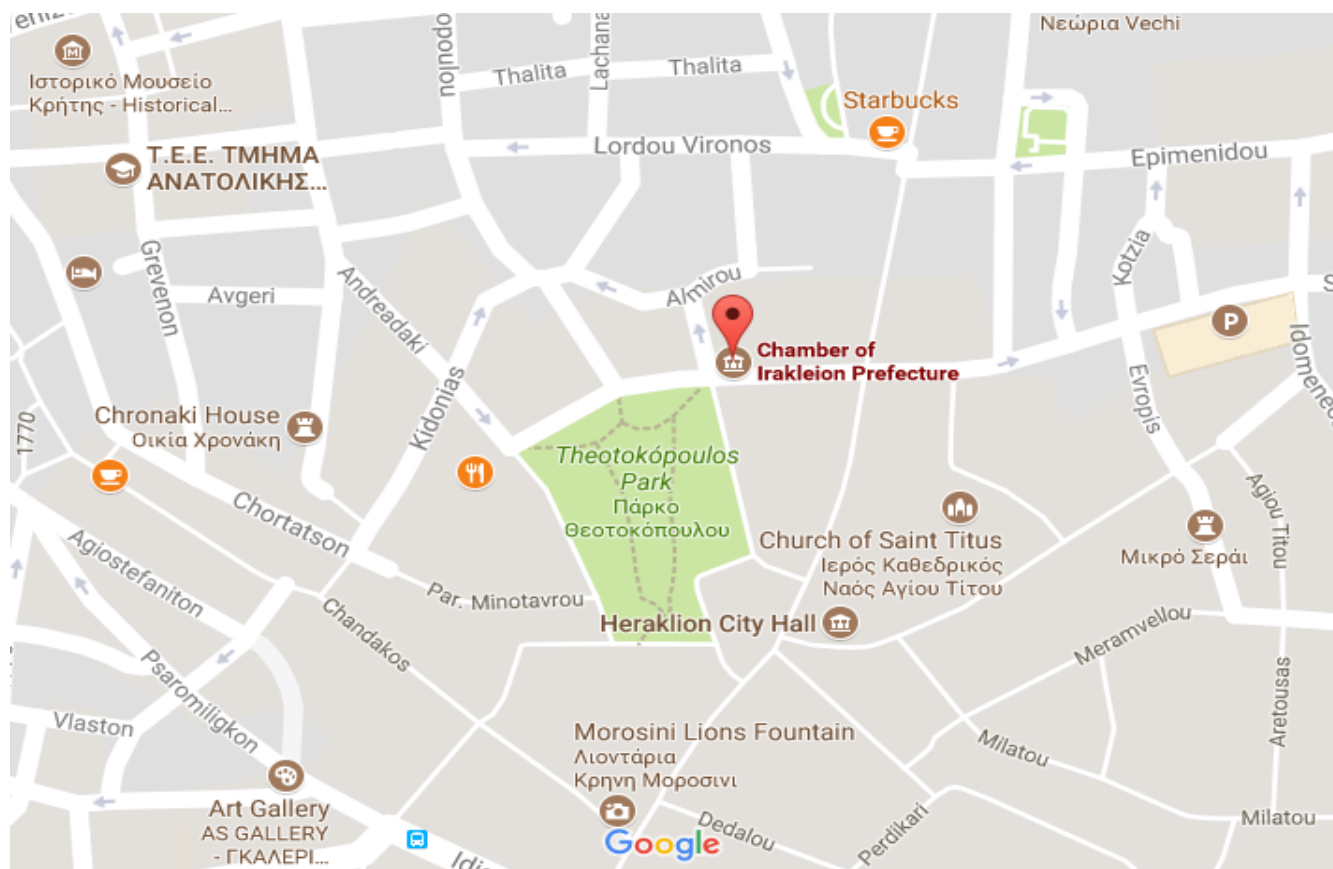 Νεώρια Vechi
Ιστορικό Μουσείο
Κρήτης - Historical...
Thalita
Thalita
Lachana
Starbucks
Lordou Vironos
Epimenidou
Τ.Ε.Ε. ΤΜΗΜΑ
ΑΝΑΤΟΛΙΚΗΣ...
Grevenon
Avgeri
Andreadaki
Almirou
Kotzia
P
Chamber of
Irakleion Prefecture
Idomeneo
Evropis
Kidonias
1770
Chronaki House
Οικία Χρονάκη
Theotokópoulos
Park
Πάρκο
Θεοτοκόπουλου
Chortatson
Agiou Titou
Church of Saint Titus
Ιερός Καθεδρικός
Ναός Αγίου Τίτου
Μικρό Σεράι
Agiostefaniton
Par. Minotavrou
Chandakos
Heraklion City Hall
Meramvellou
Psaromiligkon
Vlaston
Aretousas
Morosini Lions Fountain
Λιοντάρια
Κρηνη Μοροσινι
Milatou
Art Gallery
AS GALLERY
- ΓΚΑΛΕΡΙ...
Dedalou
Perdikari
Milatou
Google